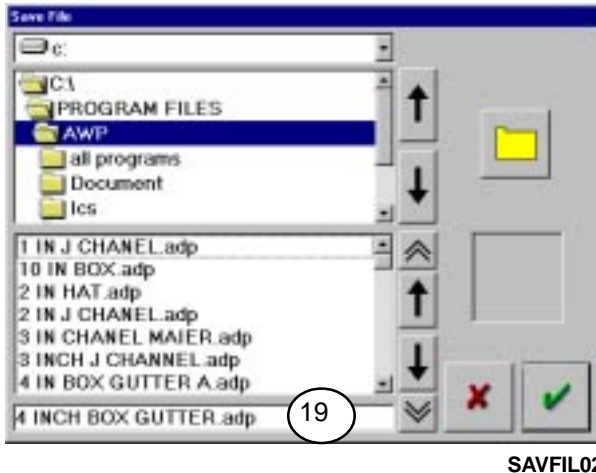 Save File
c:
C:\
PROGRAM FILES
AWP
all programs
Document
lcs
1 IN J CHANEL.adp
10 IN BOX.adp
2 IN HAT.adp
2 IN J CHANEL.adp
3 IN CHANEL MAIER.adp
3 INCH J CHANNEL.adp
4 IN BOX GUTTER A.adp
4 INCH BOX GUTTER.adp 19
SAVFIL02